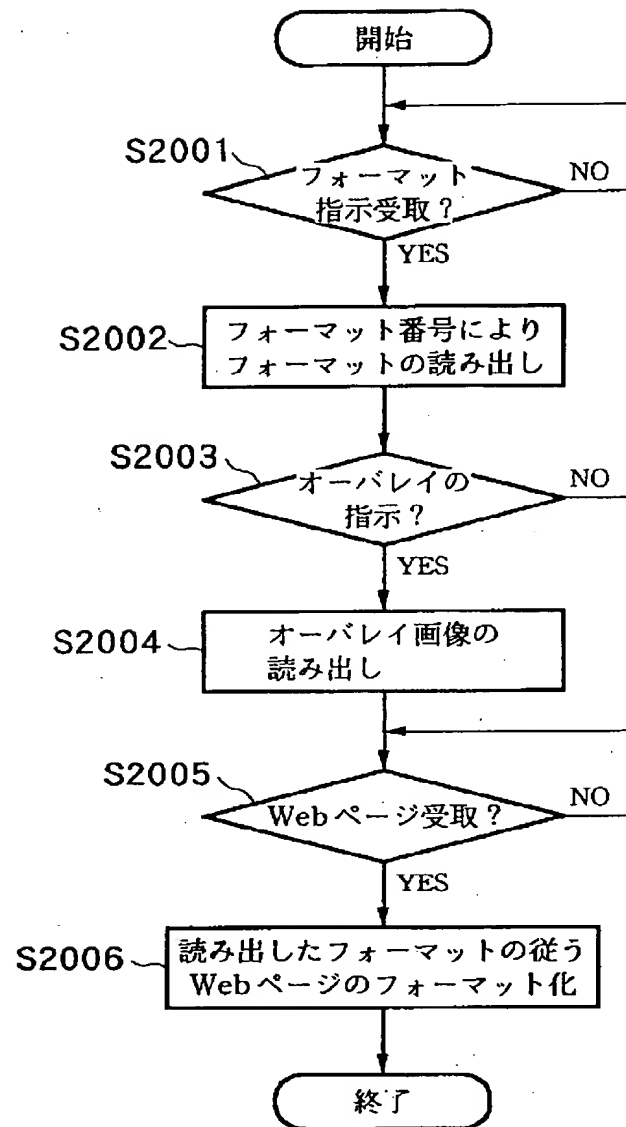 開始
S2001
フォーマット
指示受取？
NO
YES
S2002
フォーマット番号により
フォーマットの読み出し
S2003
オーバレイの
指示？
NO
YES
S2004
オーバレイ画像の
読み出し
S2005
Webページ受取？
NO
YES
S2006
読み出したフォーマットの従う
Webページのフォーマット化
終了